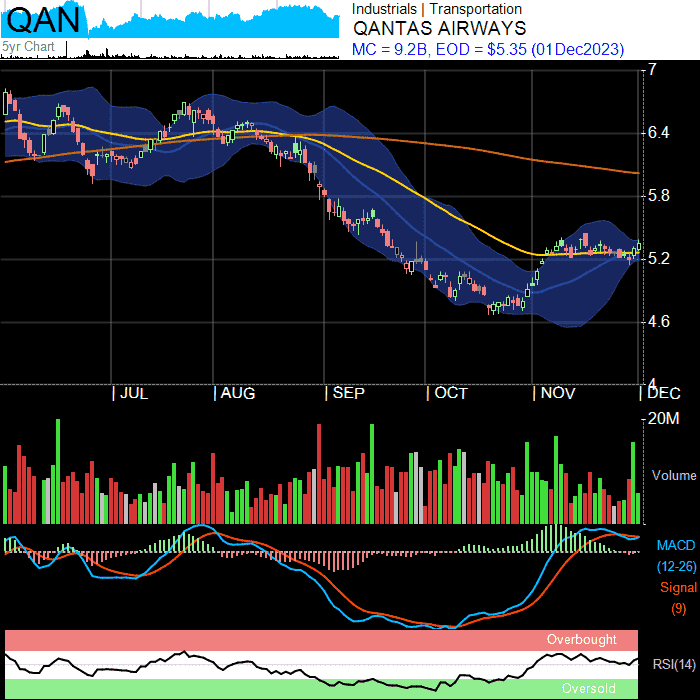 QAN
5yr Chart
Industrials | Transportation
QANTAS AIRWAYS
MC = 9.2B, EOD = $5.35 (01Dec2023)
7
6.4
5.8
5.2
4.6
4
| JUL | AUG | SEP | OCT | NOV | DEC
20M
Volume
MACD
(12-26)
Signal
(9)
Overbought
RSI(14)
Oversold